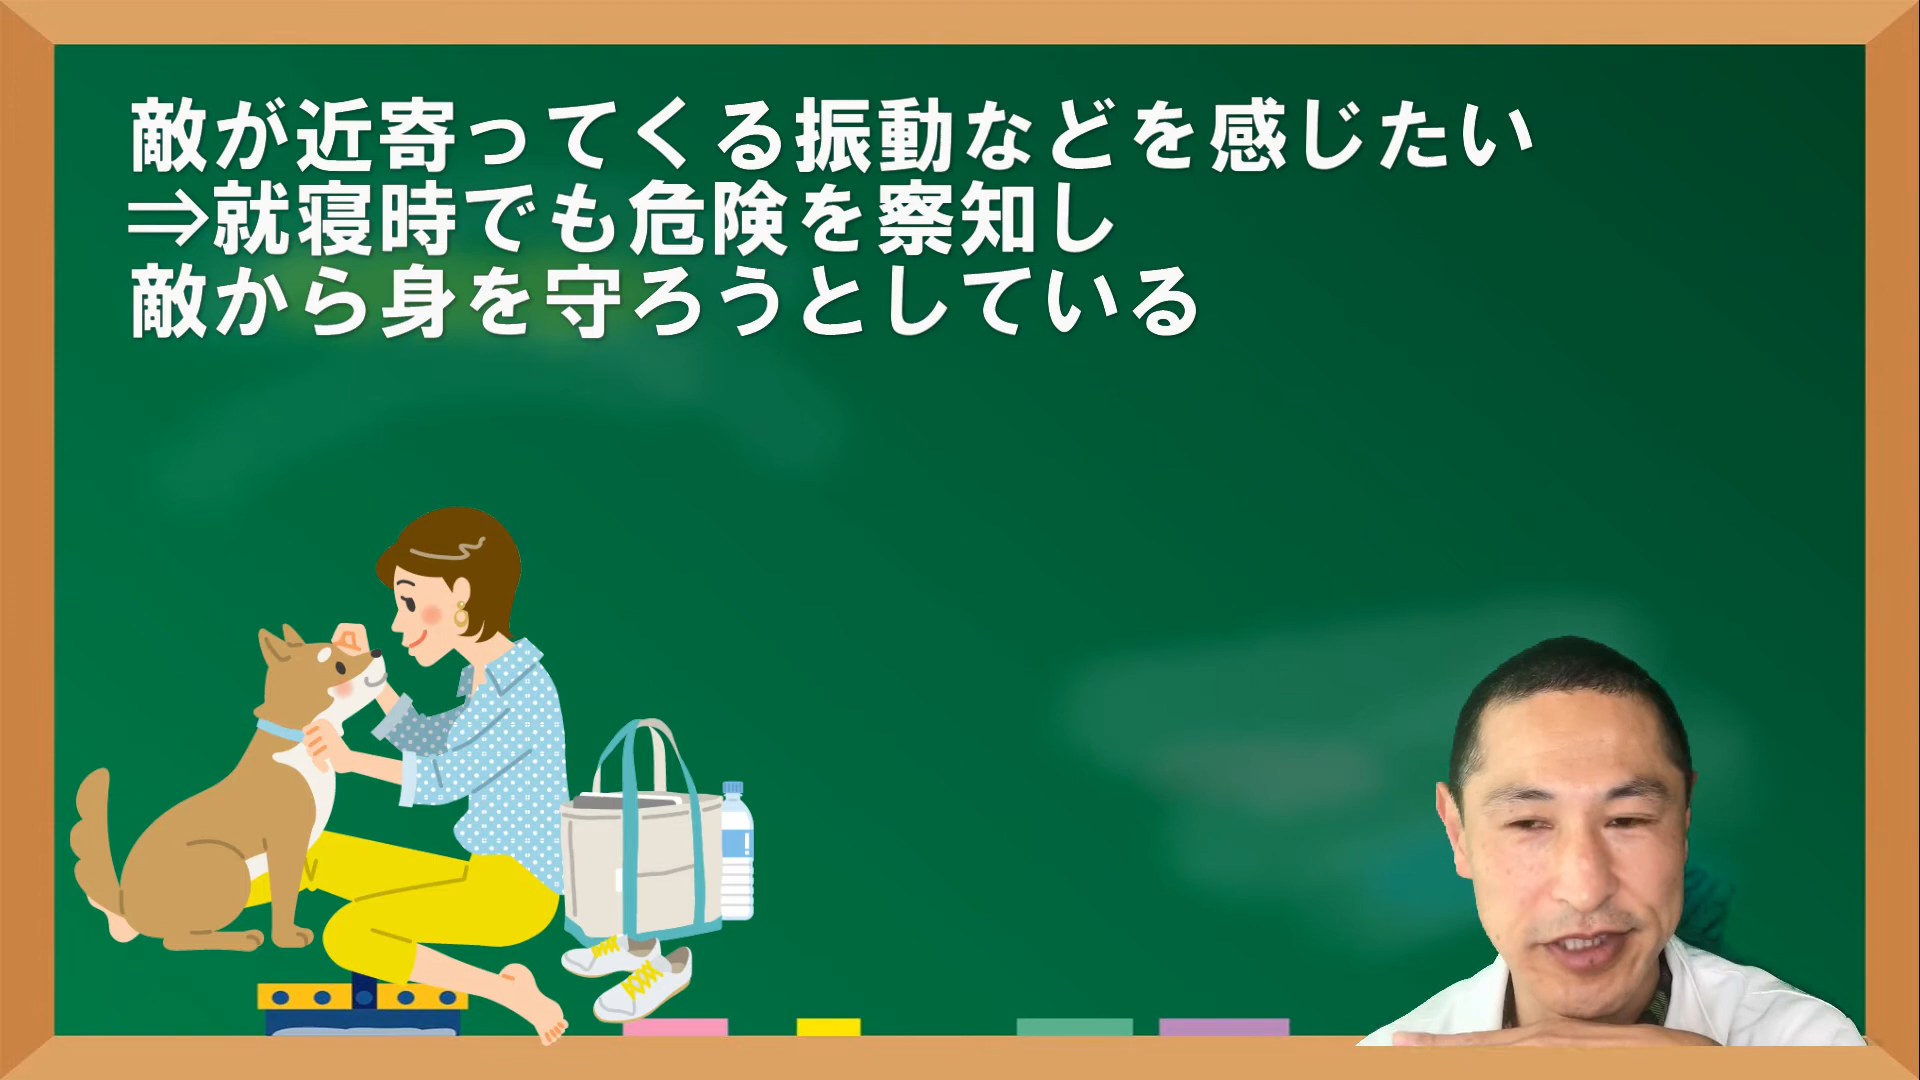 敵が近寄ってくる振動などを感じたい
⇒就寝時でも危険を察知し
敵から身を守ろうとしている